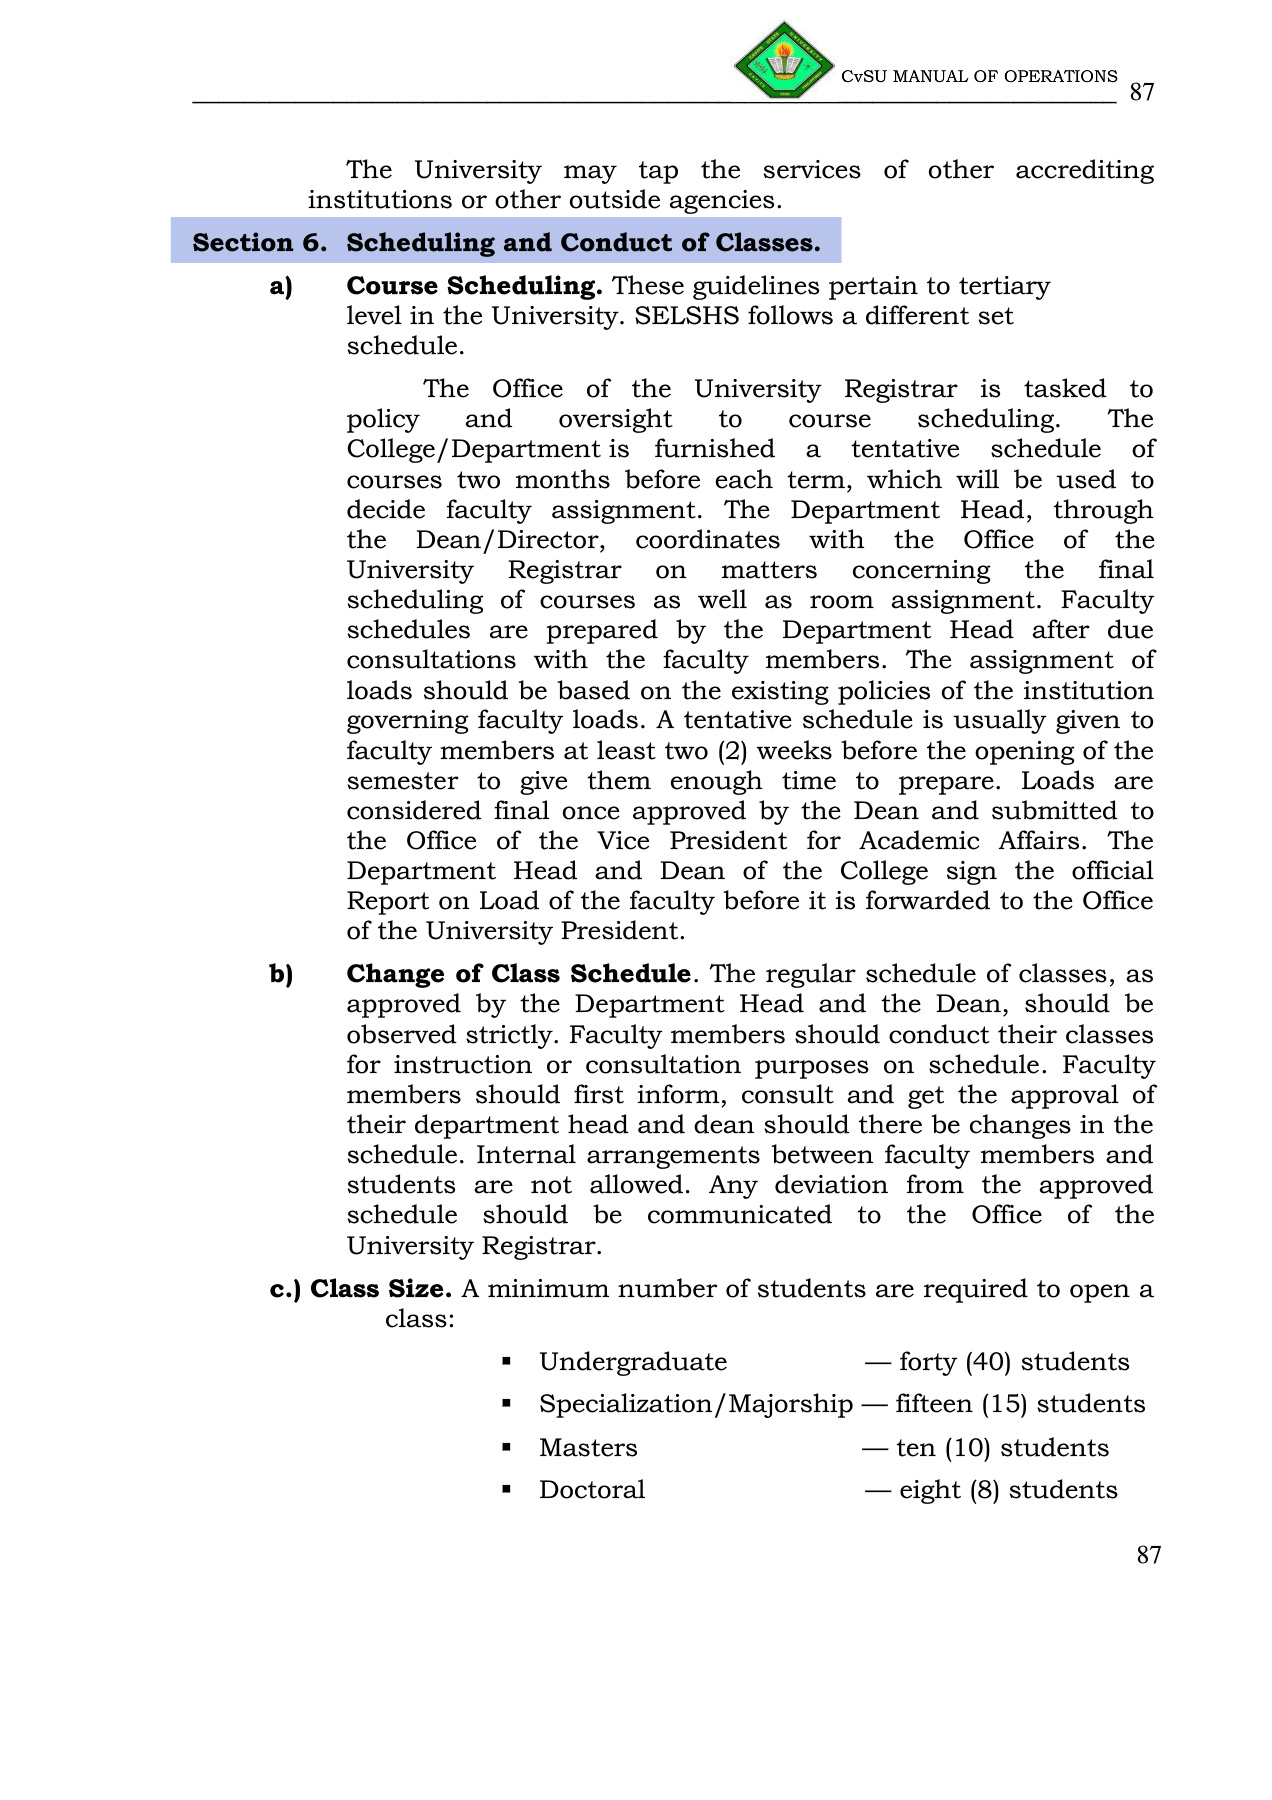 CvSU MANUAL OF OPERATIONS
87
The University may tap the services of other accrediting
institutions or other outside agencies.
Section 6. Scheduling and Conduct of Classes.
a) Course Scheduling. These guidelines pertain to tertiary
level in the University. SELSHS follows a different set
schedule.
The Office of the University Registrar is tasked to
policy and oversight to course scheduling. The
College/Department is furnished a tentative schedule of
courses two months before each term, which will be used to
decide faculty assignment. The Department Head, through
the Dean/Director, coordinates with the Office of the
University Registrar on matters concerning the final
scheduling of courses as well as room assignment. Faculty
schedules are prepared by the Department Head after due
consultations with the faculty members. The assignment of
loads should be based on the existing policies of the institution
governing faculty loads. A tentative schedule is usually given to
faculty members at least two (2) weeks before the opening of the
semester to give them enough time to prepare. Loads are
considered final once approved by the Dean and submitted to
the Office of the Vice President for Academic Affairs. The
Department Head and Dean of the College sign the official
Report on Load of the faculty before it is forwarded to the Office
of the University President.
b) Change of Class Schedule. The regular schedule of classes, as
approved by the Department Head and the Dean, should be
observed strictly. Faculty members should conduct their classes
for instruction or consultation purposes on schedule. Faculty
members should first inform, consult and get the approval of
their department head and dean should there be changes in the
schedule. Internal arrangements between faculty members and
students are not allowed. Any deviation from the approved
schedule should be communicated to the Office of the
University Registrar.
c.) Class Size. A minimum number of students are required to open a
class:
▪ Undergraduate — forty (40) students
▪ Specialization/Majorship — fifteen (15) students
▪ Masters — ten (10) students
▪ Doctoral — eight (8) students
87